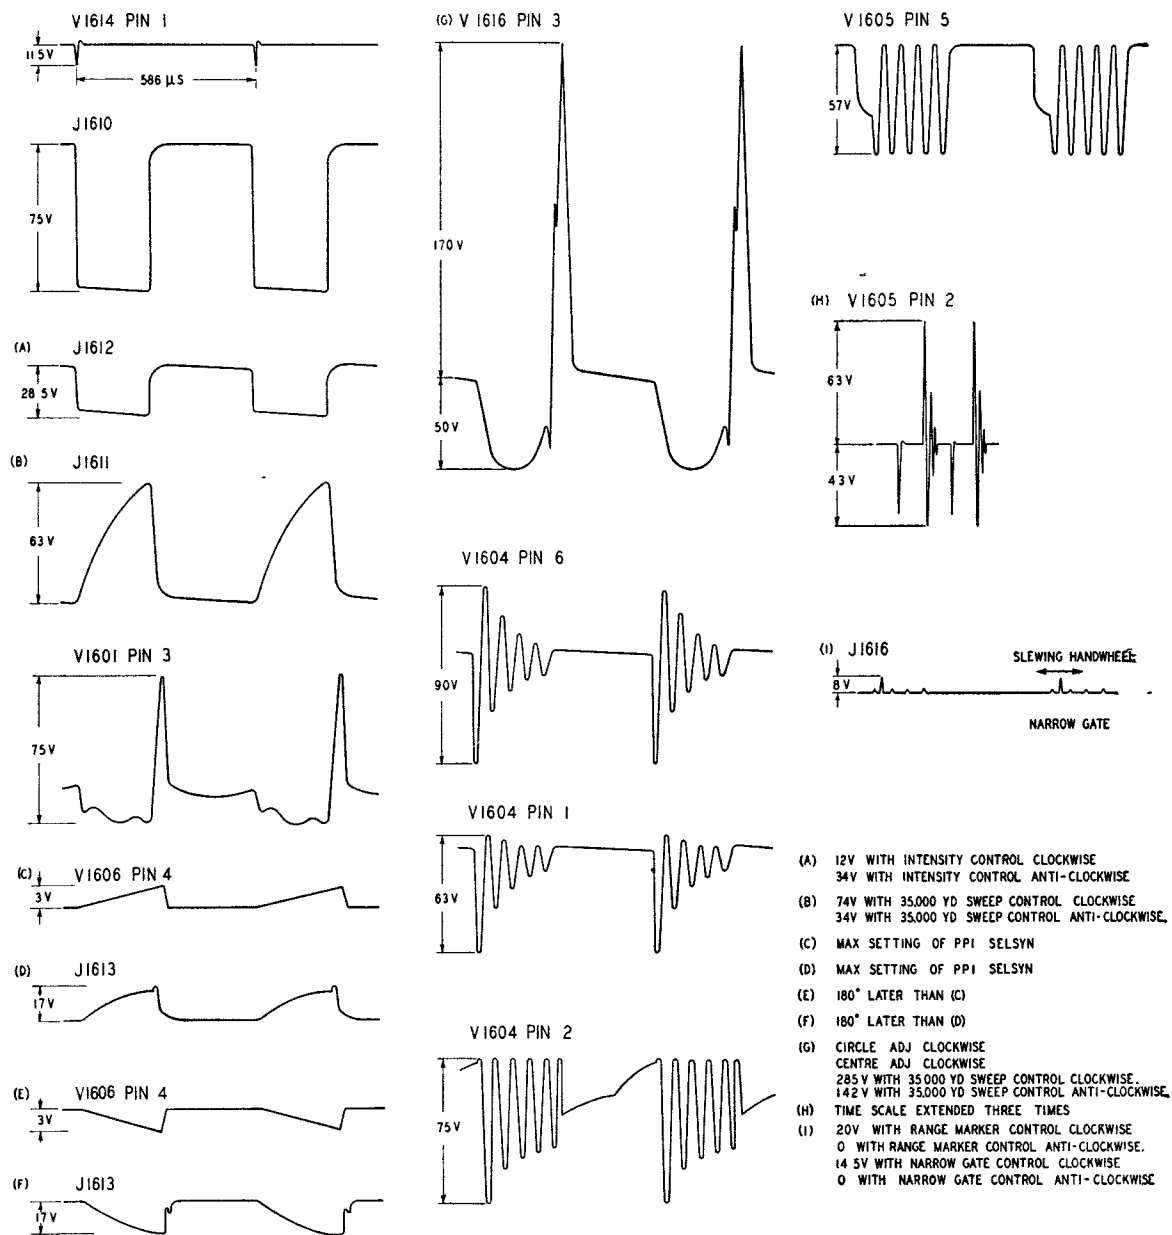 V1614 PIN 1
11.5V
586 µS
J1610
75V
(A) J1612
28 5V
(B) J1611
63 V
V1601 PIN 3
75V
(C) V1606 PIN 4
3V
(D) J1613
17V
(E) V1606 PIN 4
3V
(F) J1613
17V
(G) V 1616 PIN 3
170 V
50V
V1604 PIN 6
90V
V1604 PIN 1
63V
V1604 PIN 2
75V
V1605 PIN 5
57V
(H) V1605 PIN 2
63V
43V
(I) J1616
8V
SLEWING HANDWHEEL
NARROW GATE
(A) 12V WITH INTENSITY CONTROL CLOCKWISE
34V WITH INTENSITY CONTROL ANTI-CLOCKWISE
(B) 74V WITH 35,000 YD SWEEP CONTROL CLOCKWISE
34V WITH 35,000 YD SWEEP CONTROL ANTI-CLOCKWISE.
(C) MAX SETTING OF PPI SELSYN
(D) MAX SETTING OF PPI SELSYN
(E) 180° LATER THAN (C)
(F) 180° LATER THAN (D)
(G) CIRCLE ADJ CLOCKWISE
CENTRE ADJ CLOCKWISE
285V WITH 35000 YD SWEEP CONTROL CLOCKWISE.
142V WITH 35,000 YD SWEEP CONTROL ANTI-CLOCKWISE.
(H) TIME SCALE EXTENDED THREE TIMES
(I) 20V WITH RANGE MARKER CONTROL CLOCKWISE
0 WITH RANGE MARKER CONTROL ANTI-CLOCKWISE.
14 5V WITH NARROW GATE CONTROL CLOCKWISE
0 WITH NARROW GATE CONTROL ANTI-CLOCKWISE